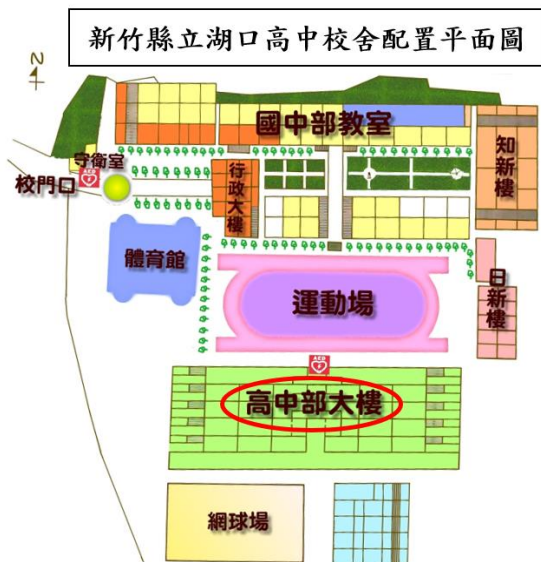 新竹縣立湖口高中校舍配置平面圖
N
國中部教室
守衛室
AED
校門口
行政大樓
知新樓
體育館
運動場
日新樓
AED
高中部大樓
網球場